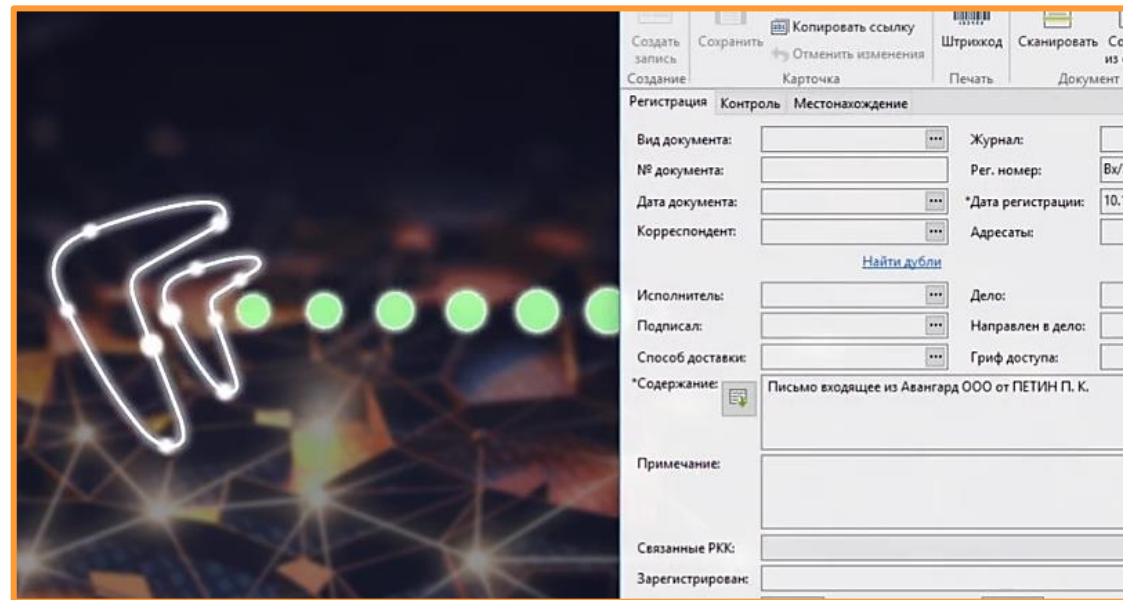 Копировать ссылку
Создать запись
Сохранить
Отменить изменения
Штрихкод
Сканировать
Создание
Карточка
Печать
Документ
Регистрация Контроль Местонахождение
Вид документа: Журнал:
№ документа: Рег. номер: Вх/
Дата документа: *Дата регистрации: 10.
Корреспондент: Адресаты:
Найти дубли
Исполнитель: Дело:
Подписал: Направлен в дело:
Способ доставки: Гриф доступа:
*Содержание: Письмо входящее из Авангард ООО от ПЕТИН П. К.
Примечание:
Связанные РКК:
Зарегистрирован: